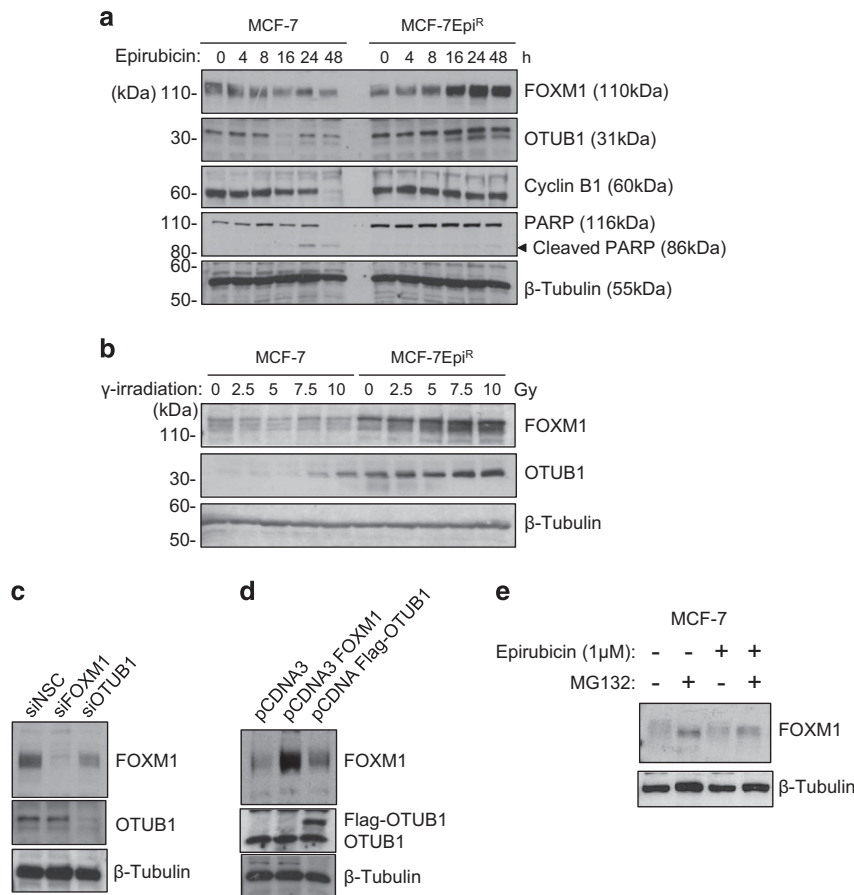 a
MCF-7 MCF-7Epiᴿ
Epirubicin: 0 4 8 16 24 48 0 4 8 16 24 48 h
(kDa) 110- FOXM1 (110kDa)
30- OTUB1 (31kDa)
60- Cyclin B1 (60kDa)
110- PARP (116kDa)
80- ◄ Cleaved PARP (86kDa)
60-
50- β-Tubulin (55kDa)
b
MCF-7 MCF-7Epiᴿ
γ-irradiation: 0 2.5 5 7.5 10 0 2.5 5 7.5 10 Gy
(kDa)
110- FOXM1
30- OTUB1
60-
50- β-Tubulin
c
siNSC siFOXM1 siOTUB1
FOXM1
OTUB1
β-Tubulin
d
pCDNA3 pCDNA3 FOXM1 pCDNA Flag-OTUB1
FOXM1
Flag-OTUB1
OTUB1
β-Tubulin
e
MCF-7
Epirubicin (1μM): - - + +
MG132: - + - +
FOXM1
β-Tubulin